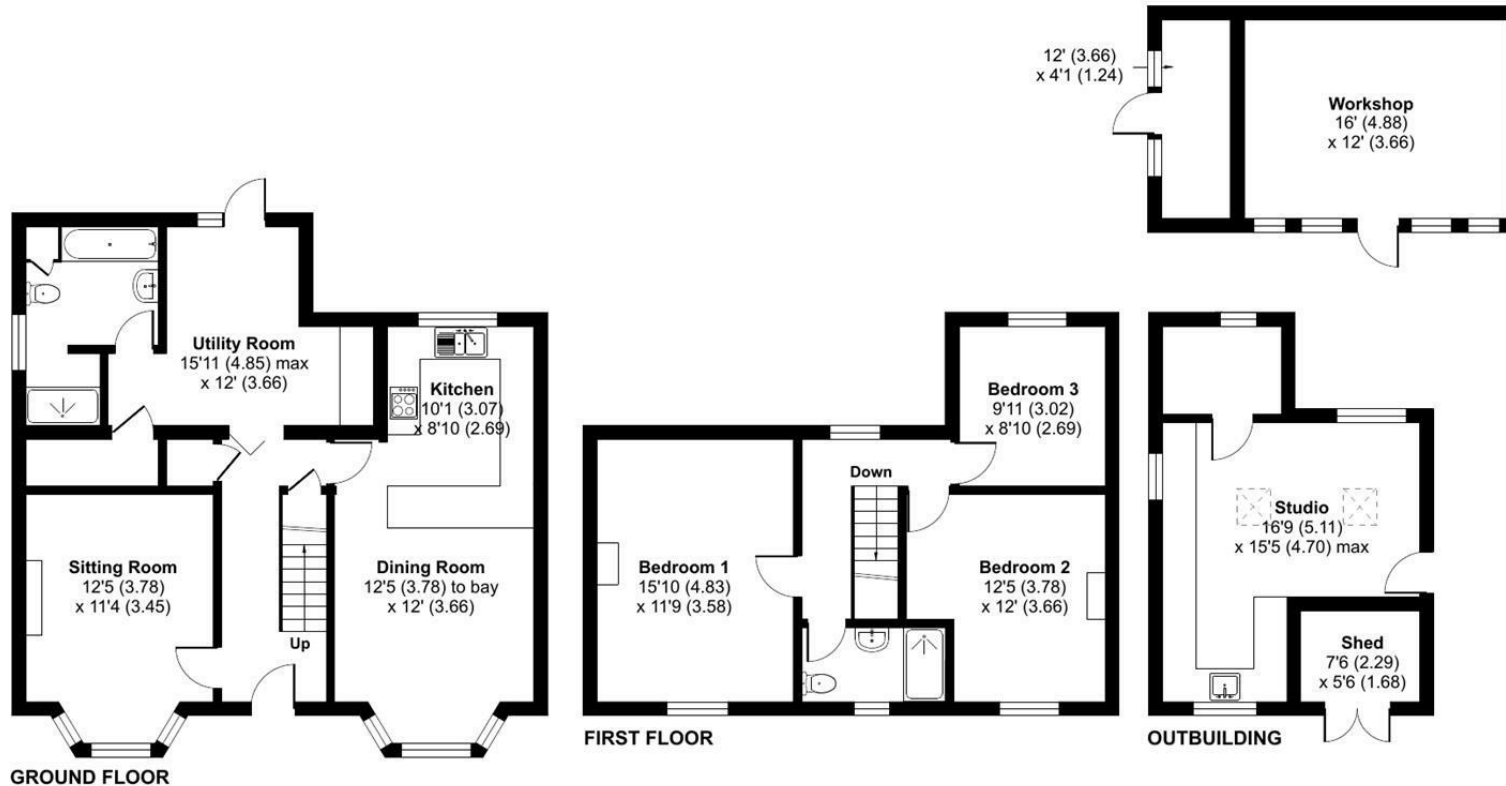 12' (3.66)
x 4'1 (1.24)
Workshop
16' (4.88)
x 12' (3.66)
Utility Room
15'11 (4.85) max
x 12' (3.66)
Kitchen
10'1 (3.07)
x 8'10 (2.69)
Sitting Room
12'5 (3.78)
x 11'4 (3.45)
Dining Room
12'5 (3.78) to bay
x 12' (3.66)
Up
GROUND FLOOR
Bedroom 3
9'11 (3.02)
x 8'10 (2.69)
Down
Bedroom 1
15'10 (4.83)
x 11'9 (3.58)
Bedroom 2
12'5 (3.78)
x 12' (3.66)
FIRST FLOOR
Studio
16'9 (5.11)
x 15'5 (4.70) max
Shed
7'6 (2.29)
x 5'6 (1.68)
OUTBUILDING